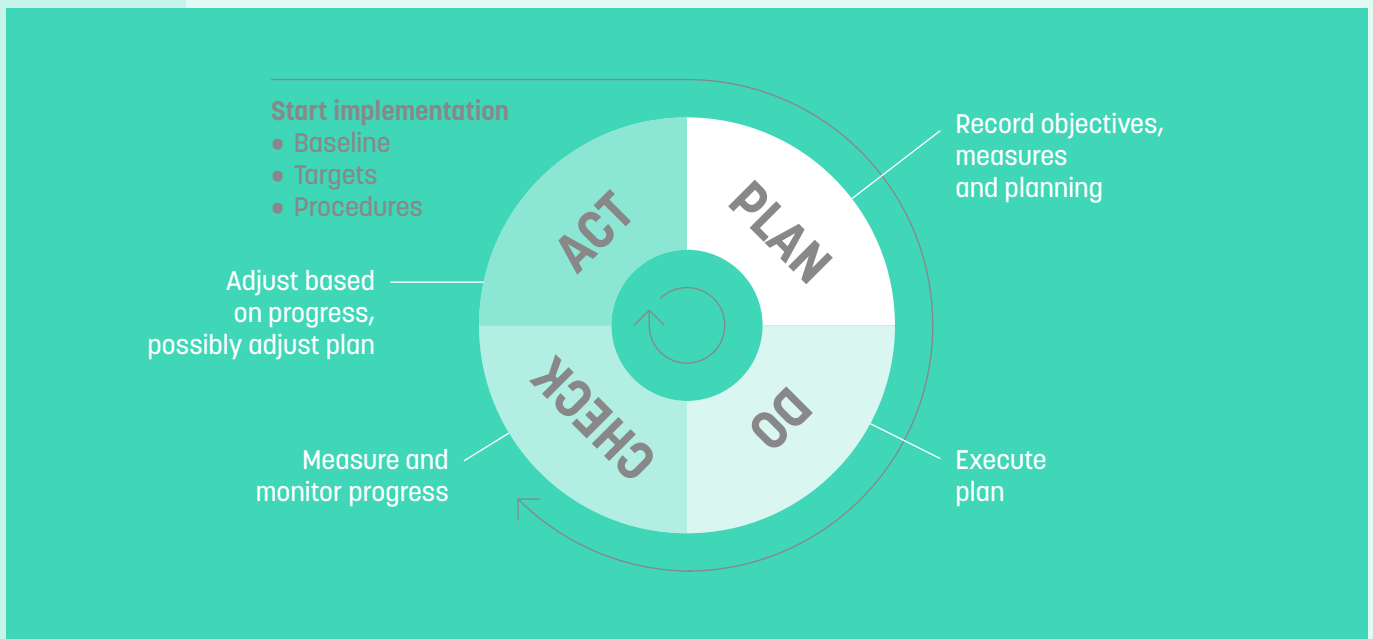 Start implementation
• Baseline
• Targets
• Procedures
PLAN
Record objectives,
measures
and planning
DO
Execute
plan
CHECK
Measure and
monitor progress
ACT
Adjust based
on progress,
possibly adjust plan